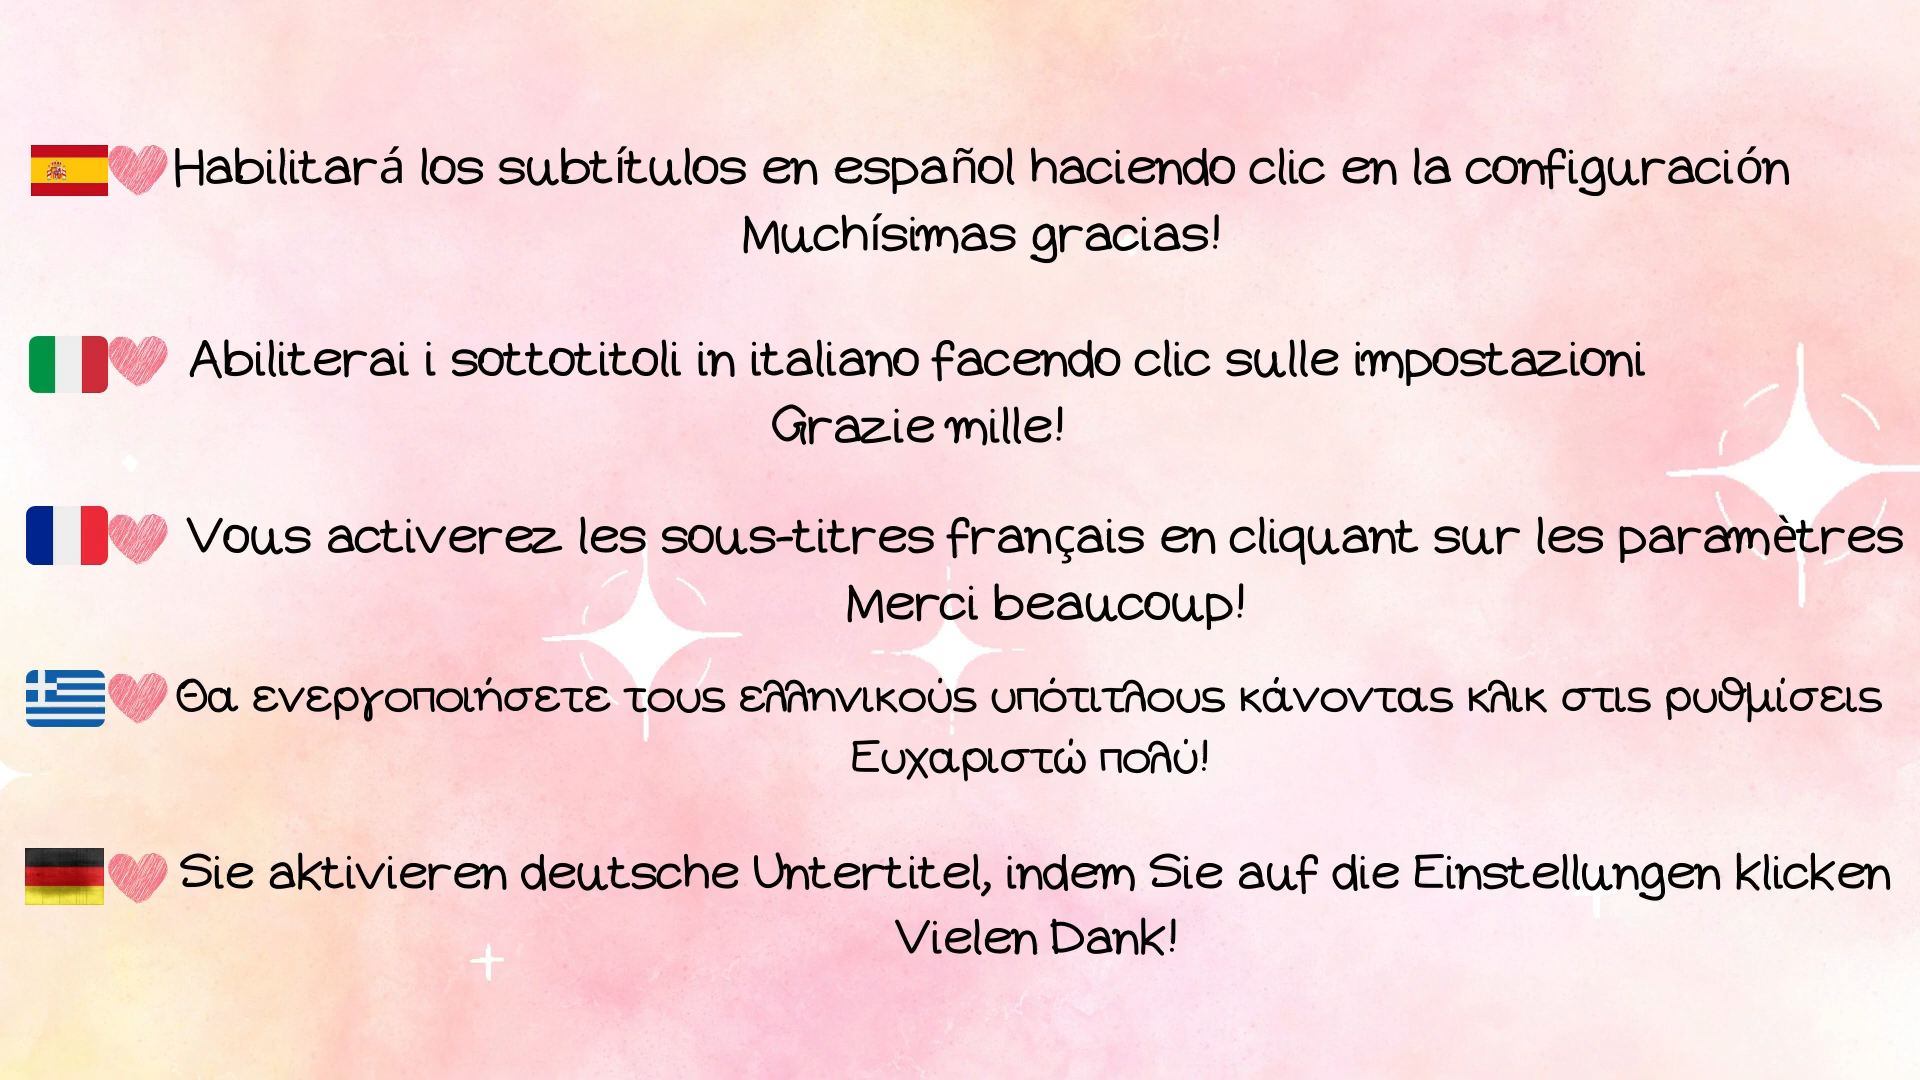 Habilitará los subtítulos en español haciendo clic en la configuración
Muchísimas gracias!
Abiliterai i sottotitoli in italiano facendo clic sulle impostazioni
Grazie mille!
Vous activerez les sous-titres français en cliquant sur les paramètres
Merci beaucoup!
Θα ενεργοποιήσετε τους ελληνικούς υπότιτλους κάνοντας κλικ στις ρυθμίσεις
Ευχαριστώ πολύ!
Sie aktivieren deutsche Untertitel, indem Sie auf die Einstellungen klicken
Vielen Dank!